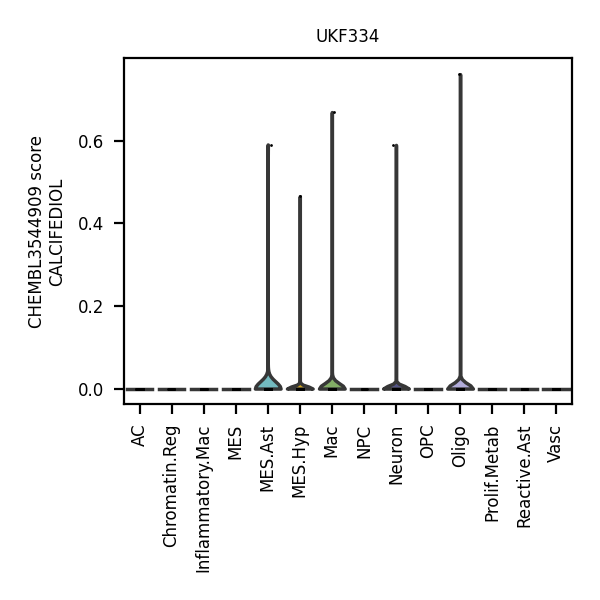 UKF334
CHEMBL3544909 score
CALCIFEDIOL
0.6
0.4
0.2
0.0
AC
Chromatin.Reg
Inflammatory.Mac
MES
MES.Ast
MES.Hyp
Mac
NPC
Neuron
OPC
Oligo
Prolif.Metab
Reactive.Ast
Vasc